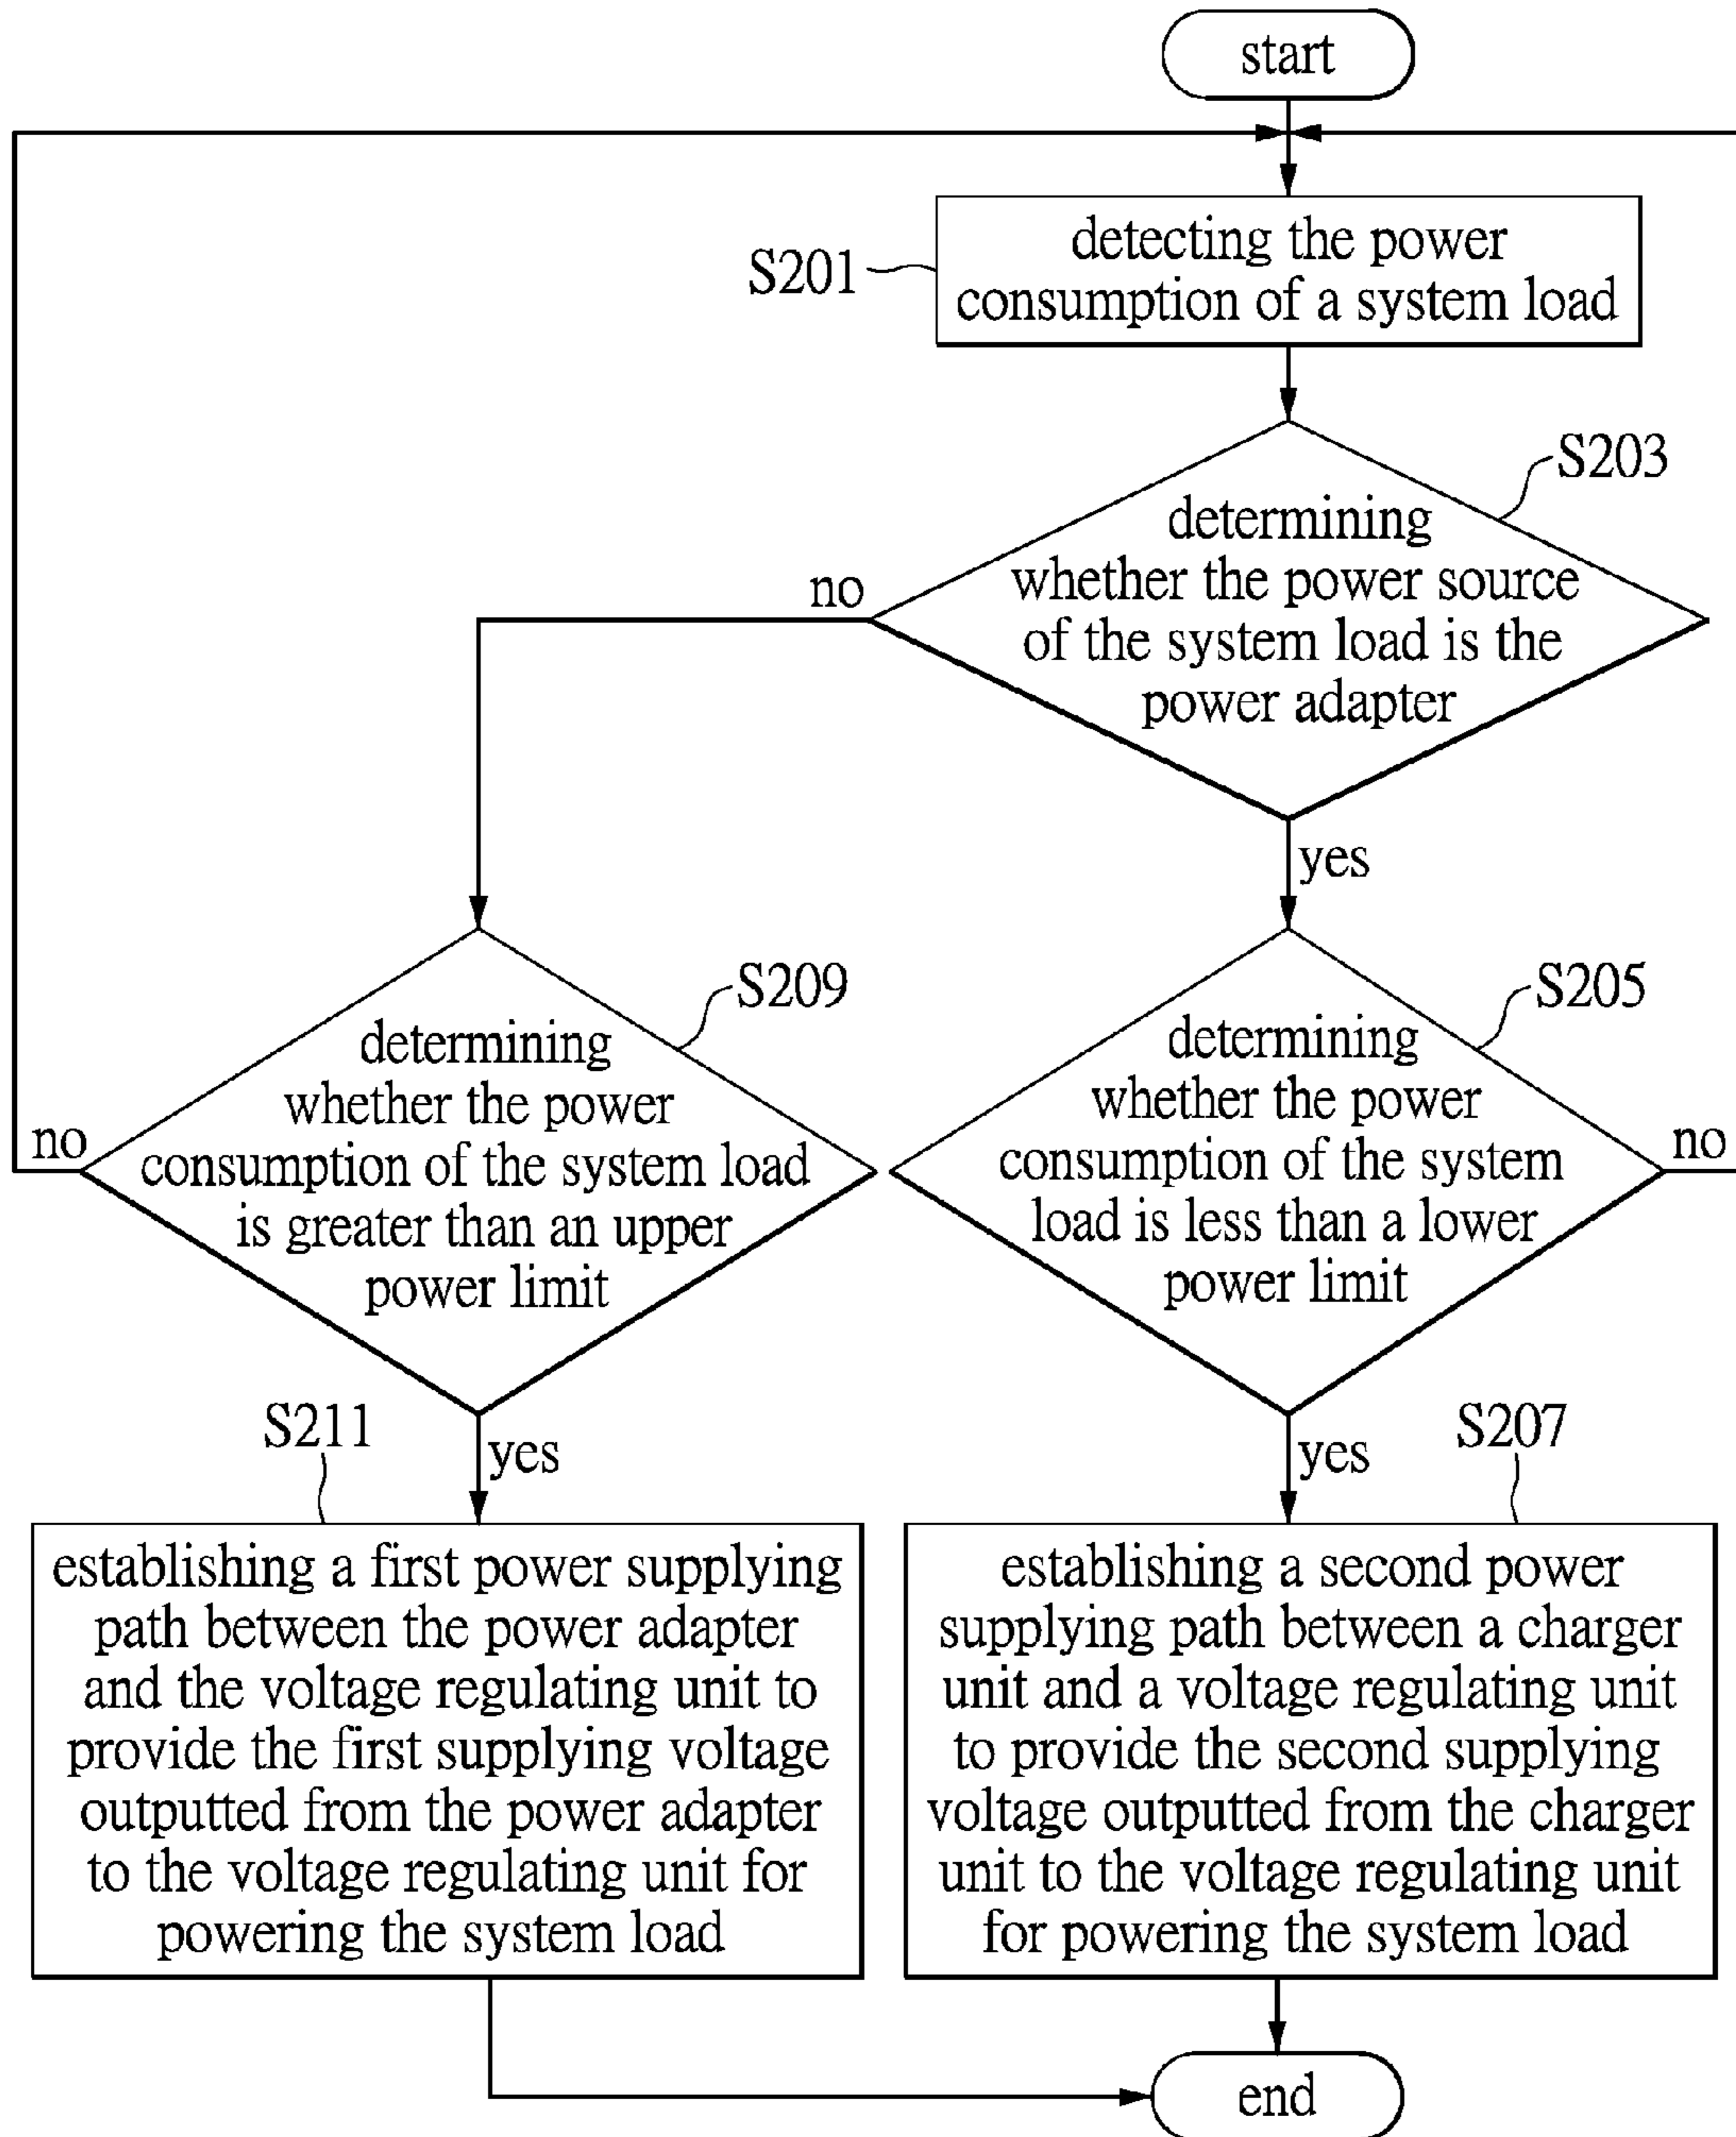 start
S201
detecting the power
consumption of a system load
S203
determining
whether the power source
of the system load is the
power adapter
no
yes
S209
determining
whether the power
consumption of the system load
is greater than an upper
power limit
no
yes
S205
determining
whether the power
consumption of the system
load is less than a lower
power limit
no
yes
S211
establishing a first power supplying
path between the power adapter
and the voltage regulating unit to
provide the first supplying voltage
outputted from the power adapter
to the voltage regulating unit for
powering the system load
S207
establishing a second power
supplying path between a charger
unit and a voltage regulating unit
to provide the second supplying
voltage outputted from the charger
unit to the voltage regulating unit
for powering the system load
end